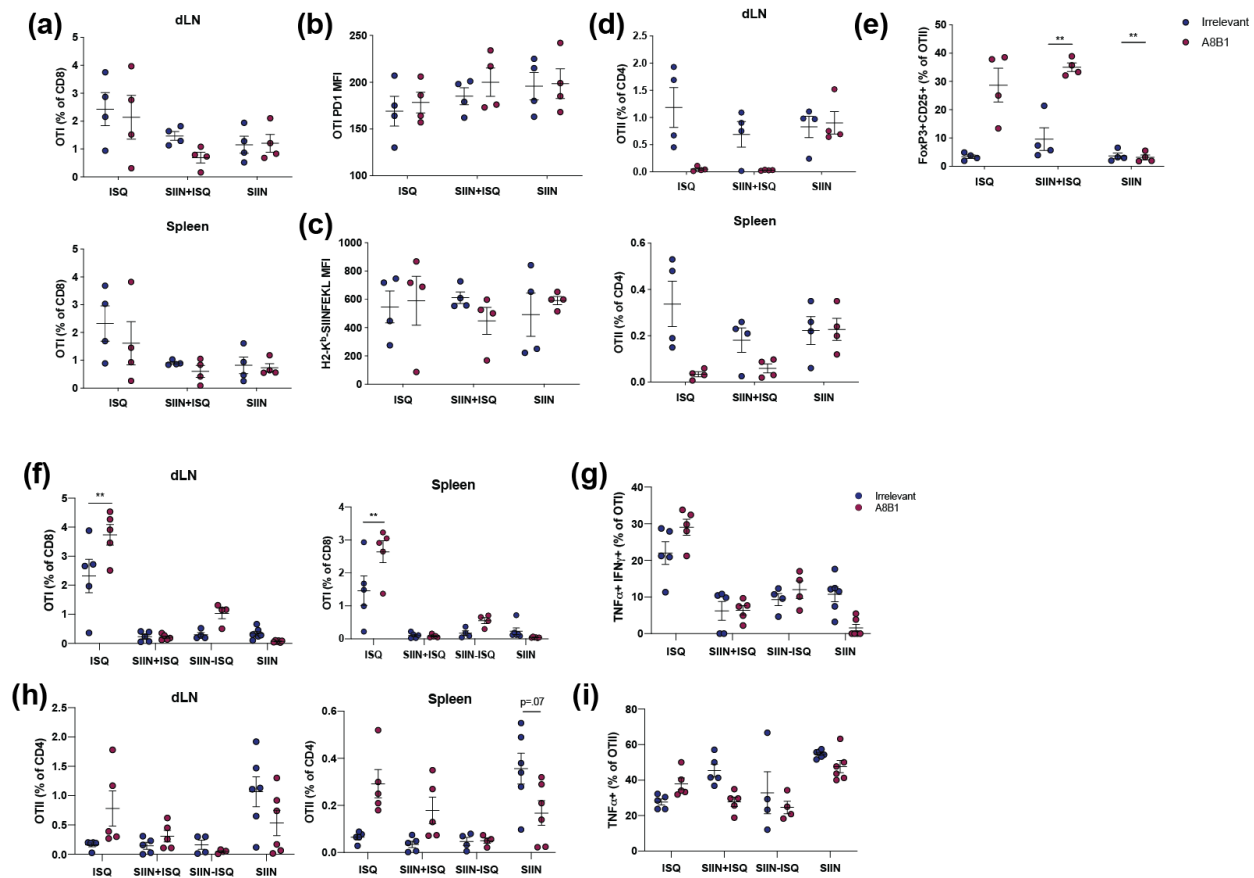 (a)
dLN
OTI (% of CD8)
5
4
3
2
1
0
ISQ SIIN+ISQ SIIN
Spleen
OTI (% of CD8)
5
4
3
2
1
0
ISQ SIIN+ISQ SIIN
(b)
OTI PD1 MFI
250
200
150
100
ISQ SIIN+ISQ SIIN
(c)
H2-Kᵇ-SIINFEKL MFI
1000
800
600
400
200
0
ISQ SIIN+ISQ SIIN
(d)
dLN
OTII (% of CD4)
2.5
2.0
1.5
1.0
0.5
0.0
ISQ SIIN+ISQ SIIN
Spleen
OTII (% of CD4)
0.6
0.4
0.2
0.0
ISQ SIIN+ISQ SIIN
(e)
FoxP3+CD25+ (% of OTII)
50
40
30
20
10
0
** **
ISQ SIIN+ISQ SIIN
Irrelevant
A8B1
(f)
dLN
OTI (% of CD8)
5
4
3
2
1
0
**
ISQ SIIN+ISQ SIIN-ISQ SIIN
Spleen
OTI (% of CD8)
5
4
3
2
1
0
**
ISQ SIIN+ISQ SIIN-ISQ SIIN
(g)
TNFα+ IFNγ+ (% of OTI)
40
30
20
10
0
ISQ SIIN+ISQ SIIN-ISQ SIIN
Irrelevant
A8B1
(h)
dLN
OTII (% of CD4)
2.5
2.0
1.5
1.0
0.5
0.0
ISQ SIIN+ISQ SIIN-ISQ SIIN
Spleen
OTII (% of CD4)
0.6
0.4
0.2
0.0
p=.07
ISQ SIIN+ISQ SIIN-ISQ SIIN
(i)
TNFα+ (% of OTII)
80
60
40
20
0
ISQ SIIN+ISQ SIIN-ISQ SIIN